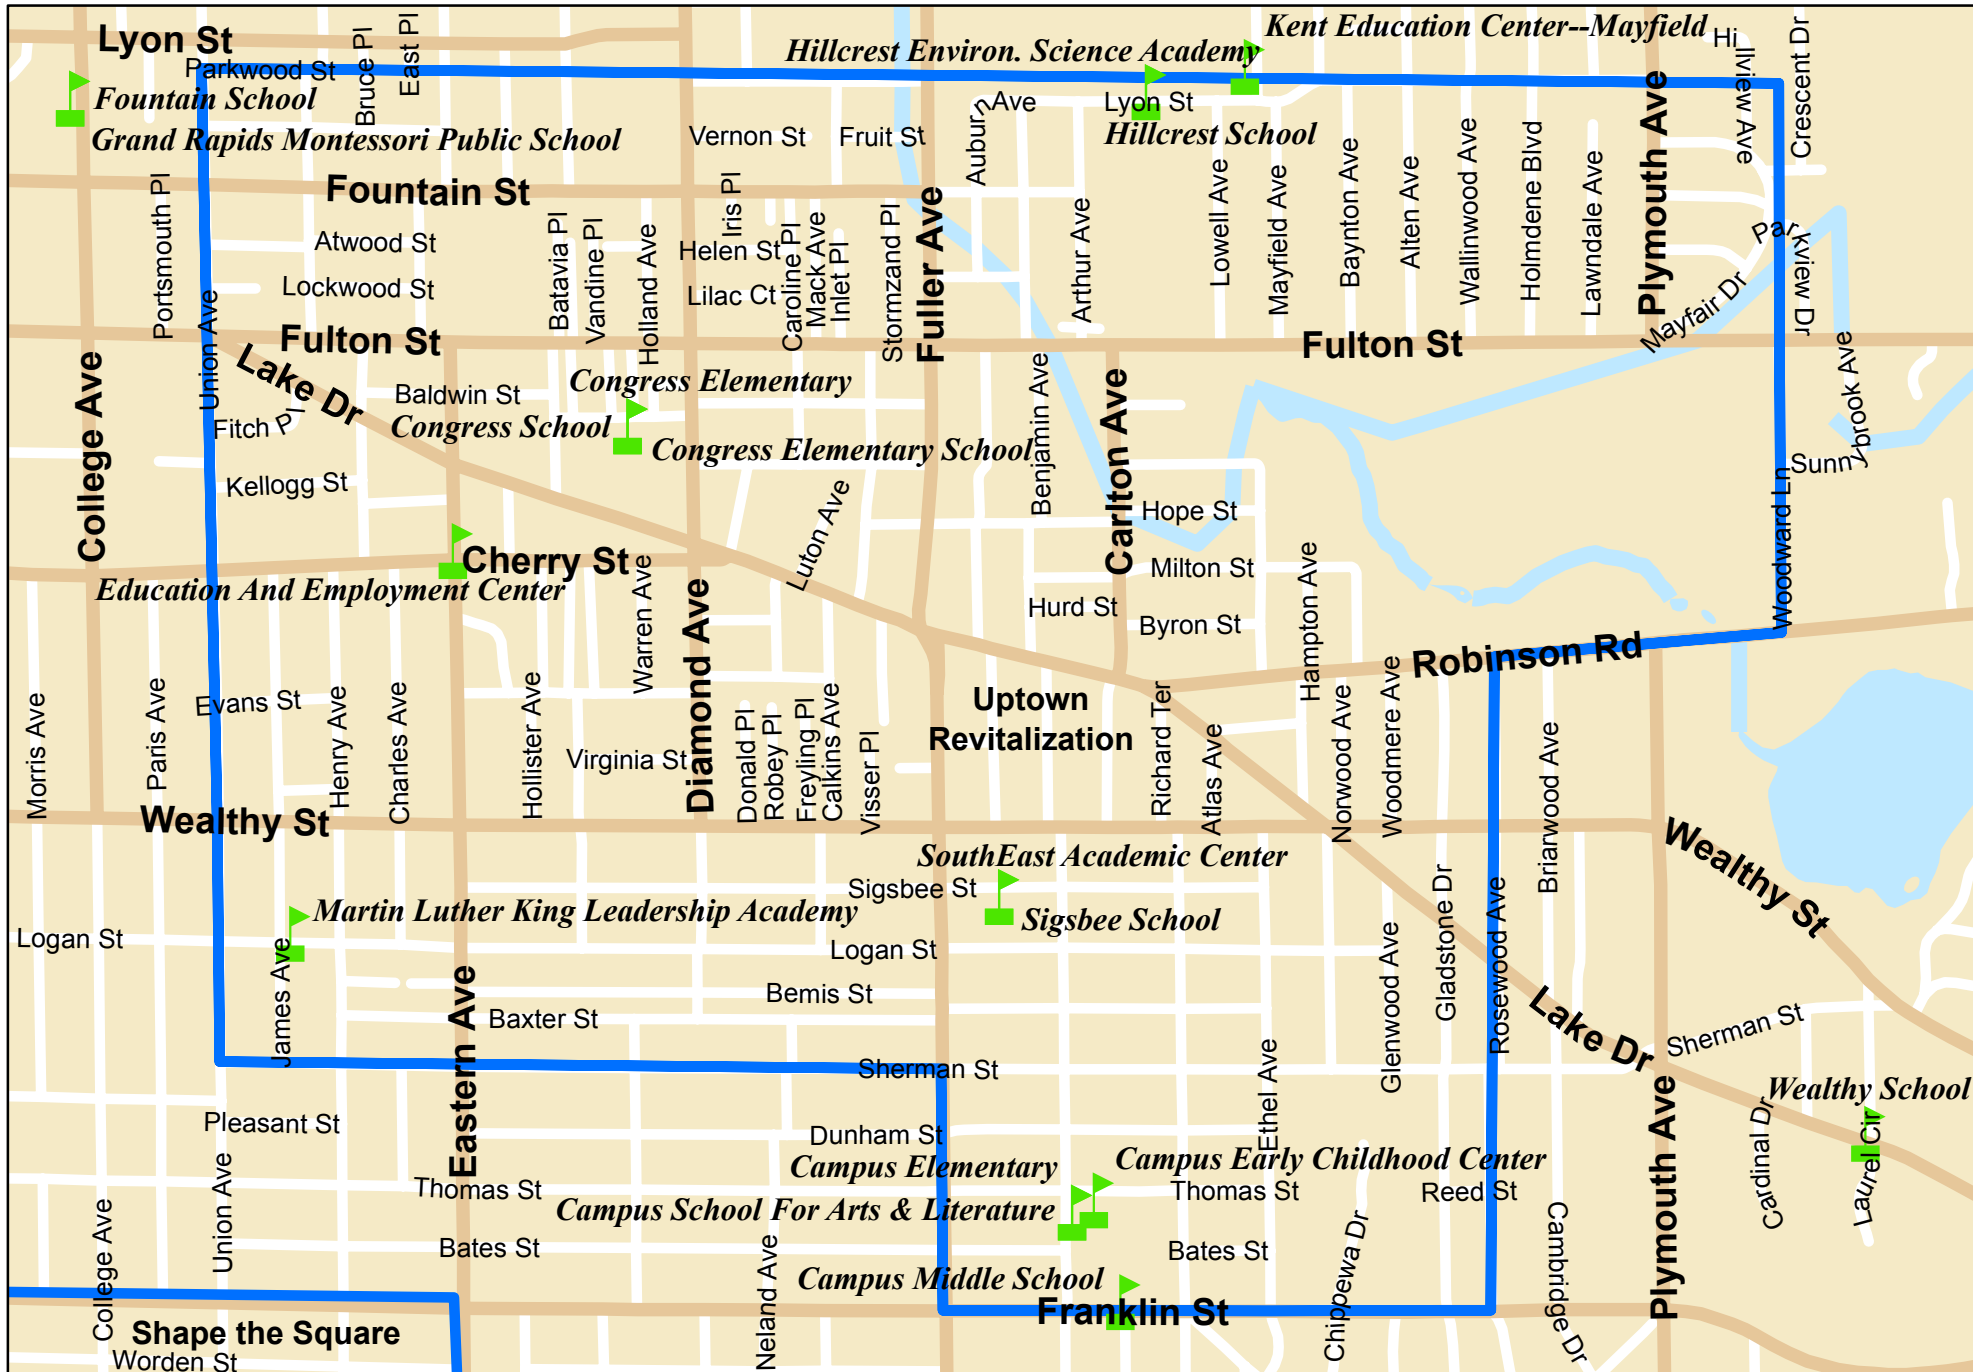 Lyon St
Parkwood St
Bruce Pl
East Pl
Hillcrest Environ. Science Academy
Kent Education Center--Mayfield
Hillview Ave
Crescent Dr
Fountain School
Grand Rapids Montessori Public School
Vernon St
Fruit St
Auburn Ave
Lyon St
Hillcrest School
Plymouth Ave
Portsmouth Pl
Fountain St
Atwood St
Lockwood St
Batavia Pl
Vandine Pl
Holland Ave
Iris Pl
Helen St
Lilac Ct
Caroline Pl
Mack Ave
Inlet Pl
Stormzand Pl
Fuller Ave
Arthur Ave
Lowell Ave
Mayfield Ave
Baynton Ave
Alten Ave
Wallinwood Ave
Holmdene Blvd
Lawndale Ave
Mayfair Dr
Parkview Dr
Union Ave
Fulton St
Fulton St
Lake Dr
College Ave
Fitch Pl
Baldwin St
Congress Elementary
Congress School
Congress Elementary School
Benjamin Ave
Carlton Ave
Sunnybrook Ave
Kellogg St
Luton Ave
Hope St
Woodward Ln
Cherry St
Education And Employment Center
Milton St
Hurd St
Byron St
Hampton Ave
Warren Ave
Diamond Ave
Robinson Rd
Morris Ave
Paris Ave
Evans St
Henry Ave
Charles Ave
Hollister Ave
Virginia St
Donald Pl
Robey Pl
Freyling Pl
Calkins Ave
Visser Pl
Uptown
Revitalization
Richard Ter
Atlas Ave
Norwood Ave
Woodmere Ave
Briarwood Ave
Wealthy St
Wealthy St
SouthEast Academic Center
Sigsbee St
Sigsbee School
Martin Luther King Leadership Academy
Logan St
Logan St
James Ave
Bemis St
Baxter St
Eastern Ave
Glenwood Ave
Gladstone Dr
Rosewood Ave
Lake Dr
Sherman St
Sherman St
Ethel Ave
Wealthy School
Pleasant St
Dunham St
Campus Elementary
Campus Early Childhood Center
Plymouth Ave
Cardinal Dr
Laurel Cir
Union Ave
Thomas St
Thomas St
Reed St
Campus School For Arts & Literature
College Ave
Bates St
Bates St
Neland Ave
Chippewa Dr
Cambridge Dr
Campus Middle School
Franklin St
Shape the Square
Worden St